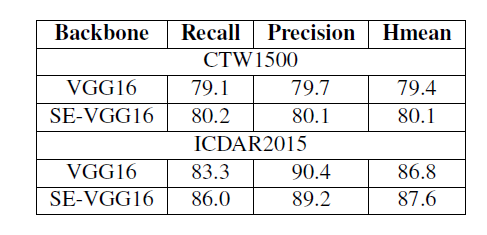 Backbone Recall Precision Hmean
CTW1500
VGG16 79.1 79.7 79.4
SE-VGG16 80.2 80.1 80.1
ICDAR2015
VGG16 83.3 90.4 86.8
SE-VGG16 86.0 89.2 87.6